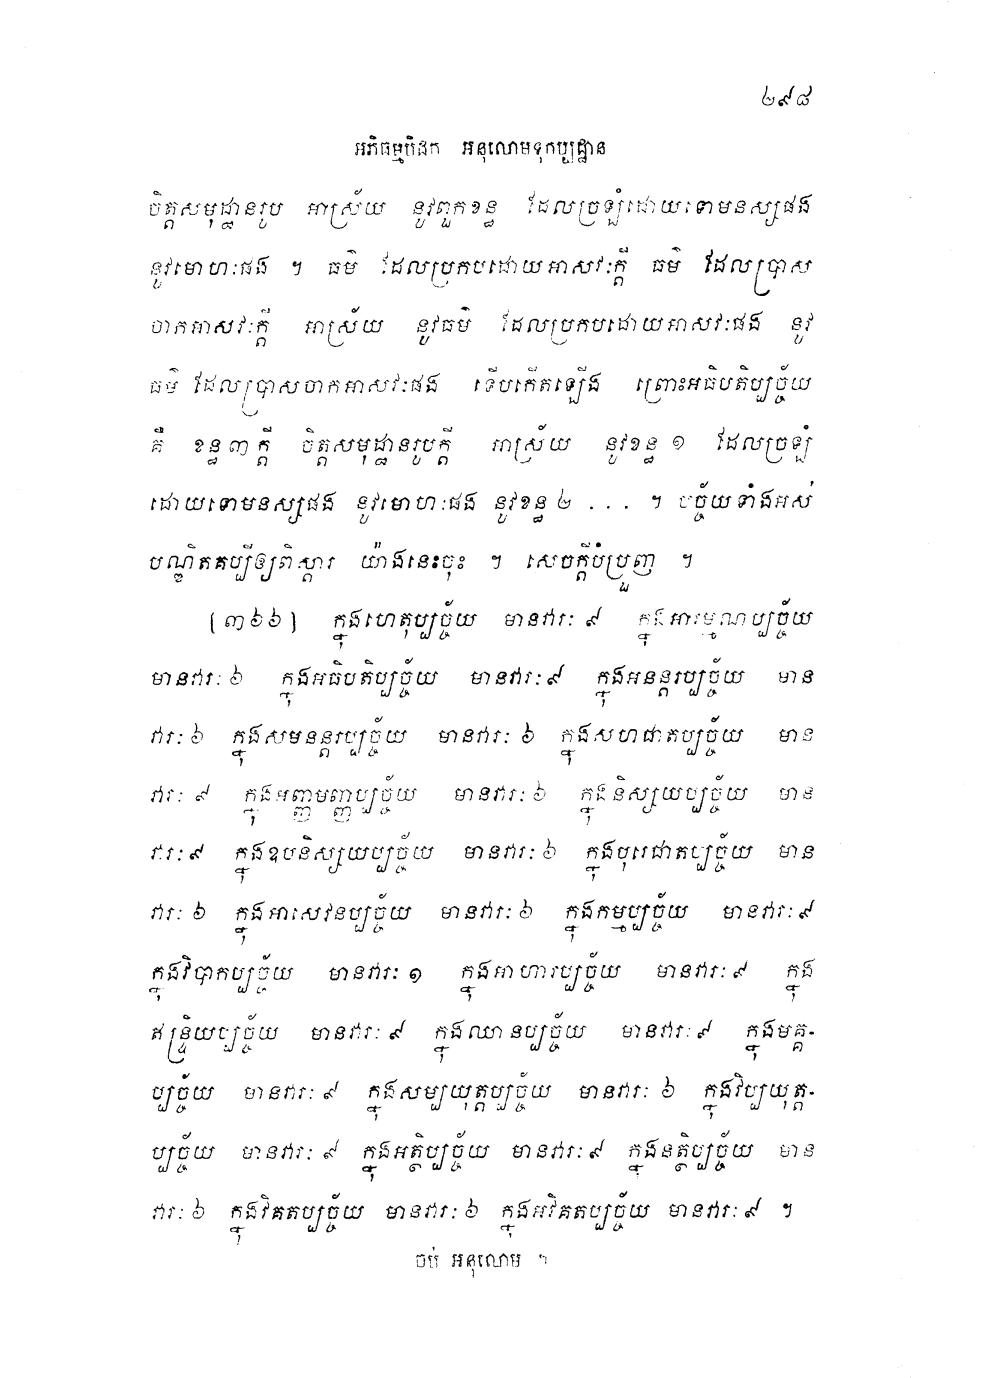 ២៩៨
អភិធម្មបិដក អនុលោមទុកប្បដ្ឋាន
ចិត្តសមុដ្ឋានរូប អាស្រ័យ នូវពួកខន្ធ ដែលច្រឡំដោយទោមនស្សផង
នូវមោហៈផង ។ ធម៌ ដែលប្រកបដោយអាសវៈក្តី ធម៌ ដែលប្រាស
ចាកអាសវៈក្តី អាស្រ័យ នូវធម៌ ដែលប្រកបដោយអាសវៈផង នូវ
ធម៌ ដែលប្រាសចាកអាសវៈផង ទើបកើតឡើង ព្រោះអធិបតិប្បច្ច័យ
គឺ ខន្ធ ៣ ក្តី ចិត្តសមុដ្ឋានរូបក្តី អាស្រ័យ នូវខន្ធ ១ ដែលច្រឡំ
ដោយទោមនស្សផង នូវមោហៈផង នូវខន្ធ ២ ... ។ បច្ច័យទាំងអស់
បណ្ឌិតគប្បីឲ្យពិស្តារ យ៉ាងនេះចុះ ។ សេចក្តីបំប្រួញ ។
[៣៦៦] ក្នុងហេតុប្បច្ច័យ មានវារៈ ៩ ក្នុងអារម្មណប្បច្ច័យ
មានវារៈ ៦ ក្នុងអធិបតិប្បច្ច័យ មានវារៈ ៩ ក្នុងអនន្តរប្បច្ច័យ មាន
វារៈ ៦ ក្នុងសមនន្តរប្បច្ច័យ មានវារៈ ៦ ក្នុងសហជាតប្បច្ច័យ មាន
វារៈ ៩ ក្នុងអញ្ញមញ្ញប្បច្ច័យ មានវារៈ ៦ ក្នុងនិស្សយប្បច្ច័យ មាន
វារៈ ៩ ក្នុងឧបនិស្សយប្បច្ច័យ មានវារៈ ៦ ក្នុងបុរេជាតប្បច្ច័យ មាន
វារៈ ៦ ក្នុងអាសេវនប្បច្ច័យ មានវារៈ ៦ ក្នុងកម្មប្បច្ច័យ មានវារៈ ៩
ក្នុងវិបាកប្បច្ច័យ មានវារៈ ១ ក្នុងអាហារប្បច្ច័យ មានវារៈ ៩ ក្នុង
ឥន្ទ្រិយប្បច្ច័យ មានវារៈ ៩ ក្នុងឈានប្បច្ច័យ មានវារៈ ៩ ក្នុងមគ្គ-
ប្បច្ច័យ មានវារៈ ៩ ក្នុងសម្បយុត្តប្បច្ច័យ មានវារៈ ៦ ក្នុងវិប្បយុត្ត-
ប្បច្ច័យ មានវារៈ ៩ ក្នុងអត្ថិប្បច្ច័យ មានវារៈ ៩ ក្នុងនត្ថិប្បច្ច័យ មាន
វារៈ ៦ ក្នុងវិគតប្បច្ច័យ មានវារៈ ៦ ក្នុងអវិគតប្បច្ច័យ មានវារៈ ៩ ។
ចប់ អនុលោម ។